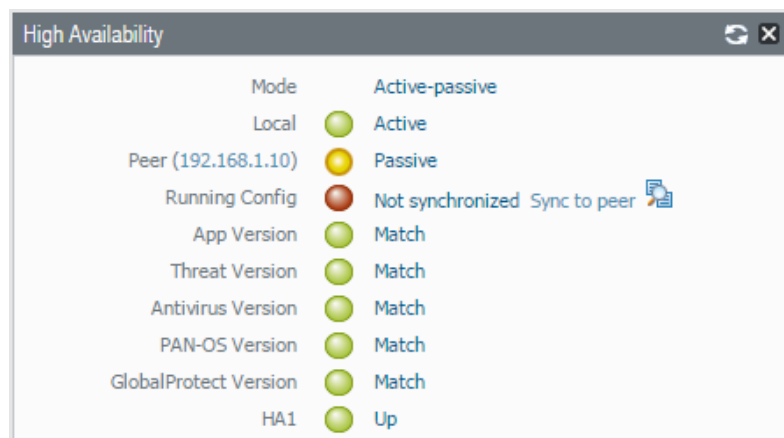 High Availability
Mode Active-passive
Local Active
Peer (192.168.1.10) Passive
Running Config Not synchronized Sync to peer
App Version Match
Threat Version Match
Antivirus Version Match
PAN-OS Version Match
GlobalProtect Version Match
HA1 Up